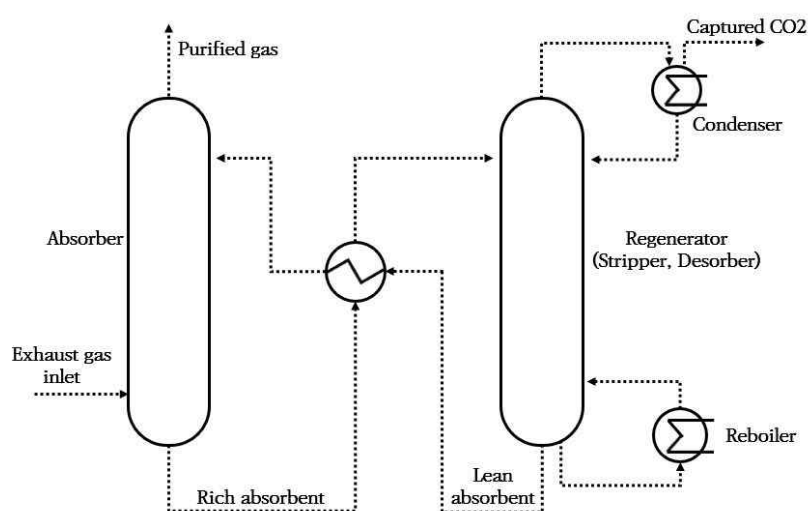 Captured CO2
Purified gas
Condenser
Absorber
Regenerator
(Stripper, Desorber)
Exhaust gas
inlet
Reboiler
Lean
absorbent
Rich absorbent